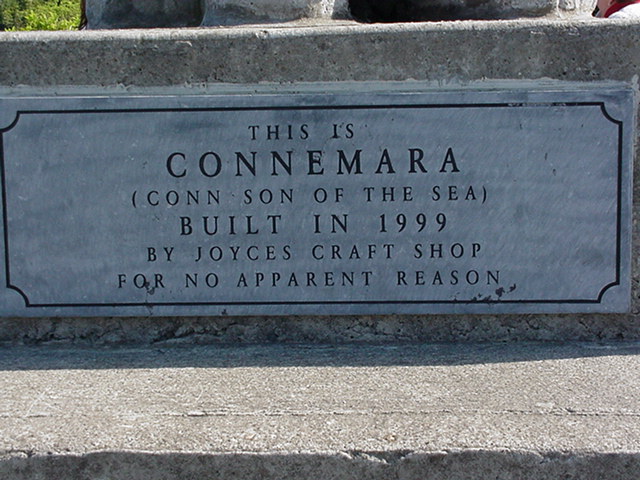 THIS IS
CONNEMARA
(CONN SON OF THE SEA)
BUILT IN 1999
BY JOYCES CRAFT SHOP
FOR NO APPARENT REASON